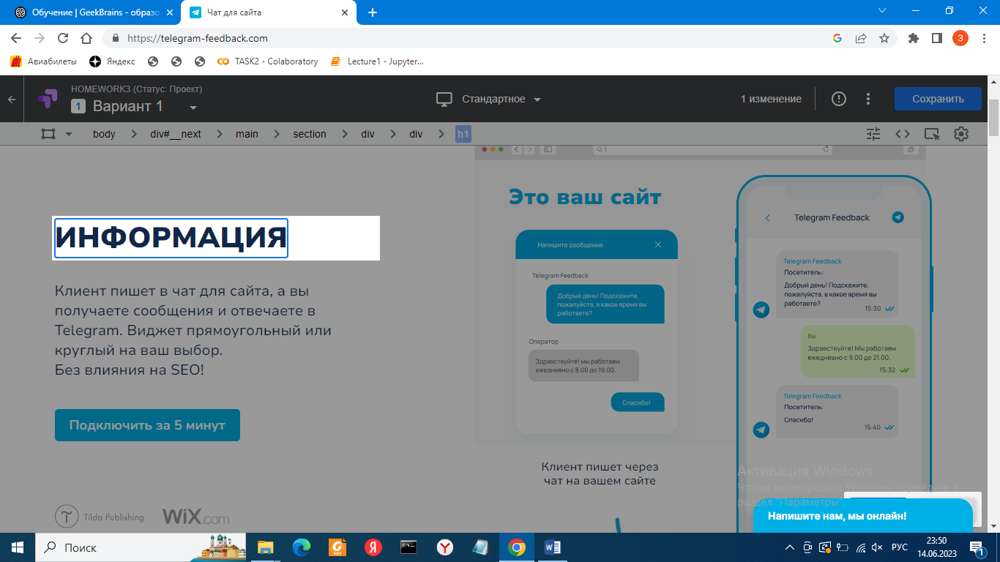 Обучение | GeekBrains - образо
Чат для сайта
https://telegram-feedback.com
З
Авиабилеты
Яндекс
TASK2 - Colaboratory
Lecture1 - Jupyter...
HOMEWORK3 (Статус: Проект)
1
Вариант 1
Стандартное
1 изменение
Сохранить
body
div#__next
main
section
div
div
h1
ИНФОРМАЦИЯ
Клиент пишет в чат для сайта, а вы
получаете сообщения и отвечаете в
Telegram. Виджет прямоугольный или
круглый на ваш выбор.
Без влияния на SEO!
Подключить за 5 минут
Tilda Publishing
WiX.com
Это ваш сайт
Напишите сообщение
Telegram Feedback
Добрый день! Подскажите,
пожалуйста, в какое время вы
работаете?
Оператор
Здравствуйте! мы работаем
ежедневно с 8.00 до 19.00.
Спасибо!
Клиент пишет через
чат на вашем сайте
Telegram Feedback
Telegram Feedback
Посетитель:
Добрый день! Подскажите,
пожалуйста, в какое время вы
работаете?
15:30
Вы
Здравствуйте! Мы работаем
ежедневно с 9.00 до 21.00.
15:32
Telegram Feedback
Посетитель:
Спасибо!
15:40
Активация Windows
Чтобы активировать Windows, перейдите в
раздел "Параметры".
Напишите нам, мы онлайн!
Поиск
PDF
Я
Y
W
РУС
23:50
14.06.2023
1